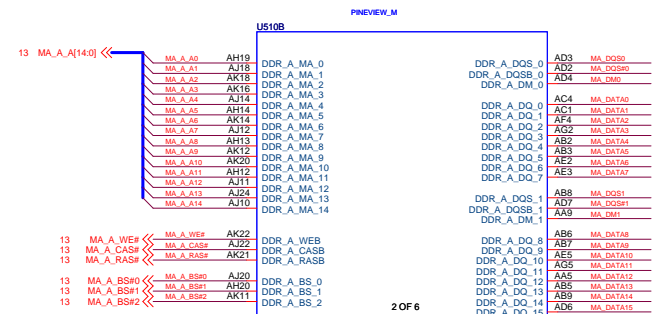 PINEVIEW_M
U510B
13 MA_A_A[14:0]
MA_A_A0 AH19 DDR_A_MA_0
MA_A_A1 AJ18 DDR_A_MA_1
MA_A_A2 AK18 DDR_A_MA_2
MA_A_A3 AK16 DDR_A_MA_3
MA_A_A4 AJ14 DDR_A_MA_4
MA_A_A5 AH14 DDR_A_MA_5
MA_A_A6 AK14 DDR_A_MA_6
MA_A_A7 AJ12 DDR_A_MA_7
MA_A_A8 AH13 DDR_A_MA_8
MA_A_A9 AK12 DDR_A_MA_9
MA_A_A10 AK20 DDR_A_MA_10
MA_A_A11 AH12 DDR_A_MA_11
MA_A_A12 AJ11 DDR_A_MA_12
MA_A_A13 AJ24 DDR_A_MA_13
MA_A_A14 AJ10 DDR_A_MA_14
13 MA_A_WE# MA_A_WE# AK22 DDR_A_WEB
13 MA_A_CAS# MA_A_CAS# AJ22 DDR_A_CASB
13 MA_A_RAS# MA_A_RAS# AK21 DDR_A_RASB
13 MA_A_BS#0 MA_A_BS#0 AJ20 DDR_A_BS_0
13 MA_A_BS#1 MA_A_BS#1 AH20 DDR_A_BS_1
13 MA_A_BS#2 MA_A_BS#2 AK11 DDR_A_BS_2
DDR_A_DQS_0 AD3 MA_DQS0
DDR_A_DQSB_0 AD2 MA_DQS#0
DDR_A_DM_0 AD4 MA_DM0
DDR_A_DQ_0 AC4 MA_DATA0
DDR_A_DQ_1 AC1 MA_DATA1
DDR_A_DQ_2 AF4 MA_DATA2
DDR_A_DQ_3 AG2 MA_DATA3
DDR_A_DQ_4 AB2 MA_DATA4
DDR_A_DQ_5 AB3 MA_DATA5
DDR_A_DQ_6 AE2 MA_DATA6
DDR_A_DQ_7 AE3 MA_DATA7
DDR_A_DQS_1 AB8 MA_DQS1
DDR_A_DQSB_1 AD7 MA_DQS#1
DDR_A_DM_1 AA9 MA_DM1
DDR_A_DQ_8 AB6 MA_DATA8
DDR_A_DQ_9 AB7 MA_DATA9
DDR_A_DQ_10 AE5 MA_DATA10
DDR_A_DQ_11 AG5 MA_DATA11
DDR_A_DQ_12 AA5 MA_DATA12
DDR_A_DQ_13 AB5 MA_DATA13
DDR_A_DQ_14 AB9 MA_DATA14
DDR_A_DQ_15 AD6 MA_DATA15
2 OF 6